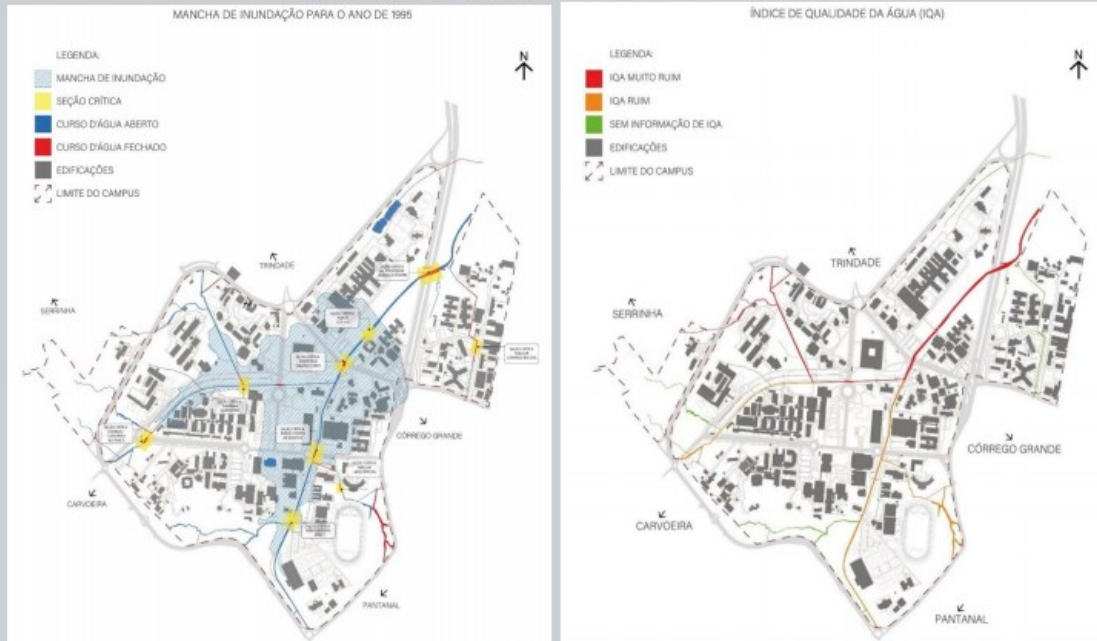 MANCHA DE INUNDAÇÃO PARA O ANO DE 1995
LEGENDA:
MANCHA DE INUNDAÇÃO
SEÇÃO CRÍTICA
CURSO D'ÁGUA ABERTO
CURSO D'ÁGUA FECHADO
EDIFICAÇÕES
LIMITE DO CAMPUS
N
TRINDADE
SERRINHA
CÓRREGO GRANDE
CARVOEIRA
PANTANAL
ÍNDICE DE QUALIDADE DA ÁGUA (IQA)
LEGENDA:
IQA MUITO RUIM
IQA RUIM
SEM INFORMAÇÃO DE IQA
EDIFICAÇÕES
LIMITE DO CAMPUS
N
TRINDADE
SERRINHA
CÓRREGO GRANDE
CARVOEIRA
PANTANAL